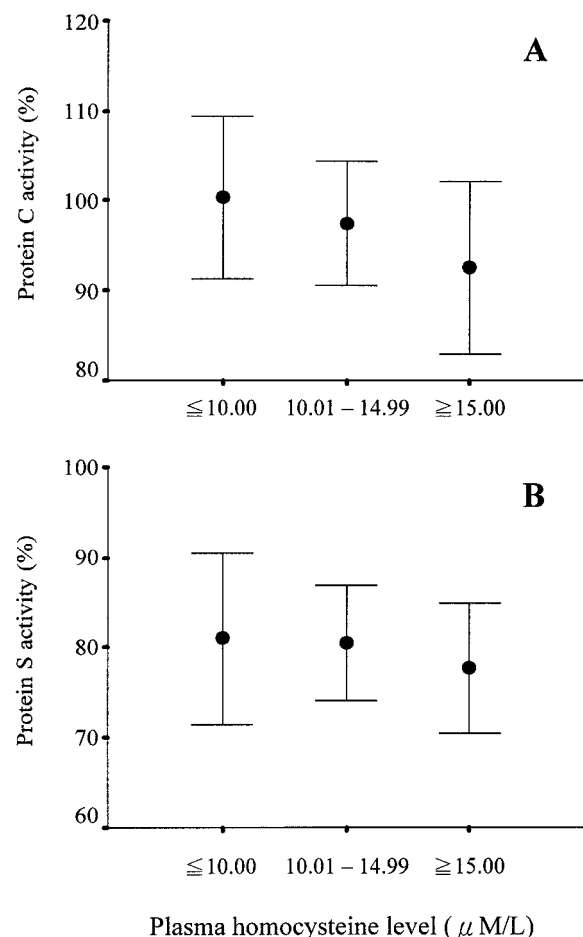 A
Protein C activity (%)
120
110
100
90
80
≦10.00 10.01 – 14.99 ≧15.00
B
Protein S activity (%)
100
90
80
70
60
≦10.00 10.01 – 14.99 ≧15.00
Plasma homocysteine level ( μ M/L)